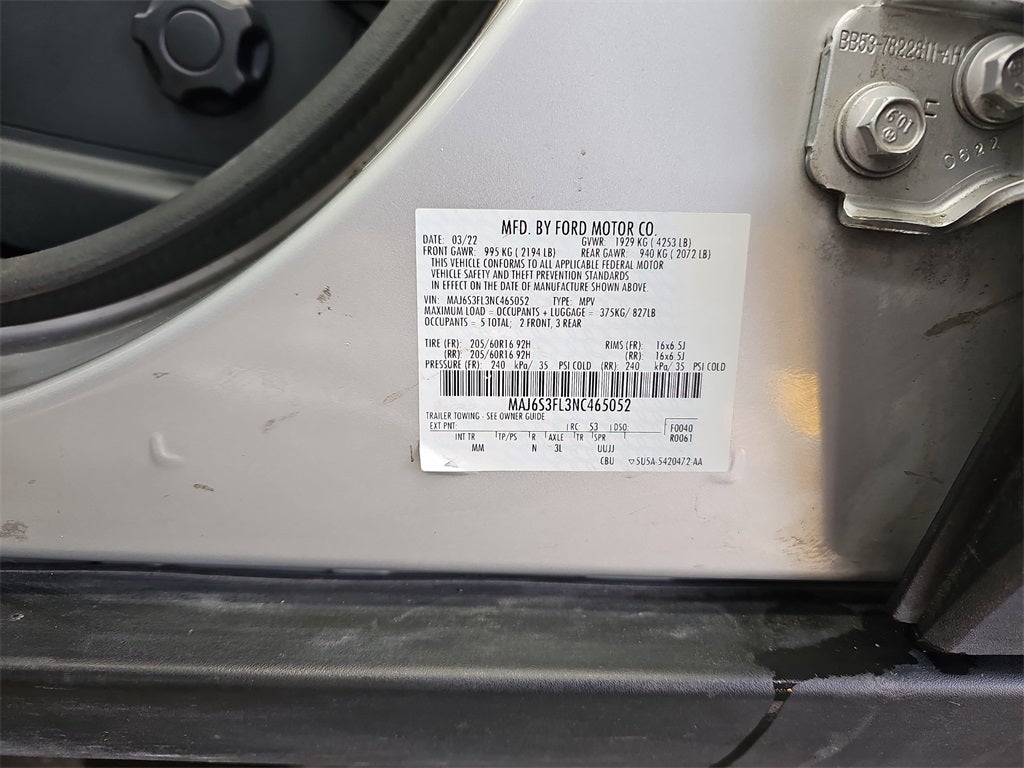 BB53-7822811-AH
L
109
0622
MFD. BY FORD MOTOR CO.
DATE: 03/22 GVWR: 1929 KG ( 4253 LB)
FRONT GAWR: 995 KG ( 2194 LB) REAR GAWR: 940 KG ( 2072 LB)
THIS VEHICLE CONFORMS TO ALL APPLICABLE FEDERAL MOTOR
VEHICLE SAFETY AND THEFT PREVENTION STANDARDS
IN EFFECT ON THE DATE OF MANUFACTURE SHOWN ABOVE.
VIN: MAJ6S3FL3NC465052 TYPE: MPV
MAXIMUM LOAD = OCCUPANTS + LUGGAGE = 375KG/ 827LB
OCCUPANTS = 5 TOTAL; 2 FRONT, 3 REAR
TIRE (FR): 205/60R16 92H RIMS (FR): 16x6.5J
(RR): 205/60R16 92H (RR): 16x6.5J
PRESSURE (FR): 240 kPa/ 35 PSI COLD (RR): 240 kPa/ 35 PSI COLD
MAJ6S3FL3NC465052
TRAILER TOWING - SEE OWNER GUIDE
EXT PNT: RC: 53 DSO: F0040
INT TR TP/PS R AXLE TR SPR R0061
MM N 3L UUJJ
CBU 5U5A-5420472-AA